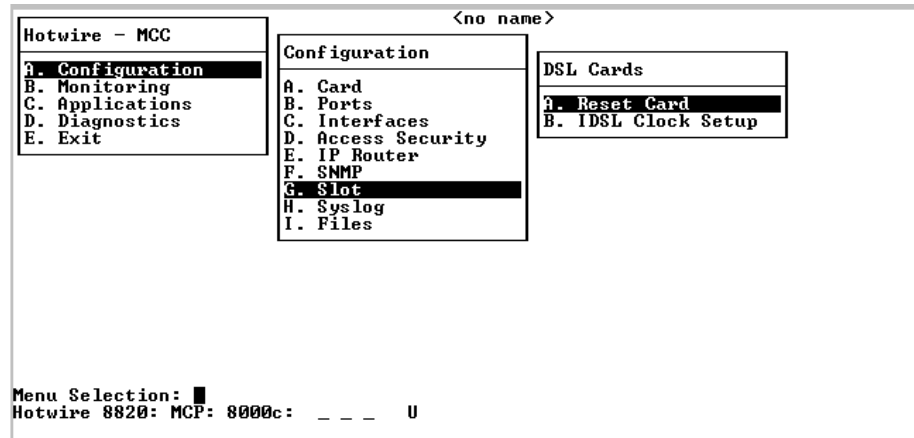 <no name>
Hotwire - MCC
A. Configuration
B. Monitoring
C. Applications
D. Diagnostics
E. Exit
Configuration
A. Card
B. Ports
C. Interfaces
D. Access Security
E. IP Router
F. SNMP
G. Slot
H. Syslog
I. Files
DSL Cards
A. Reset Card
B. IDSL Clock Setup
Menu Selection:
Hotwire 8820: MCP: 8000c: _ _ _ U